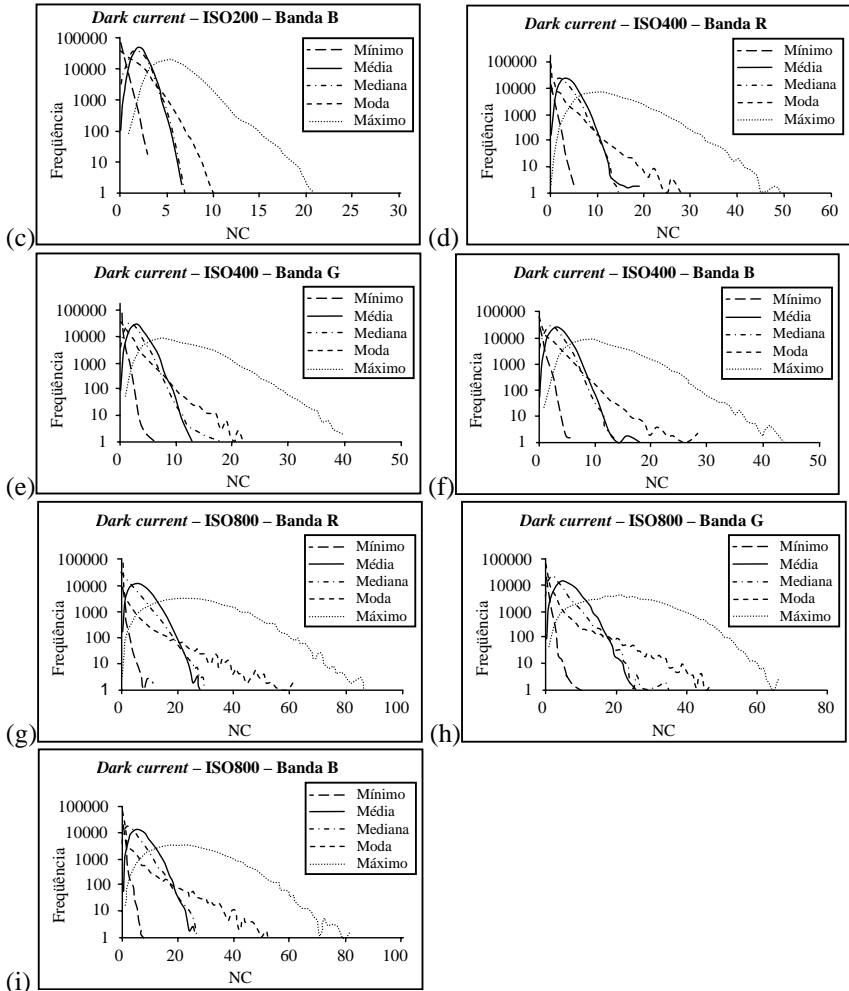 Dark current – ISO200 – Banda B
Freqüência
100000
10000
1000
100
10
1
0 5 10 15 20 25 30
NC
Mínimo
Média
Mediana
Moda
Máximo
(c)
Dark current – ISO400 – Banda R
Freqüência
100000
10000
1000
100
10
1
0 10 20 30 40 50 60
NC
Mínimo
Média
Mediana
Moda
Máximo
(d)
Dark current – ISO400 – Banda G
Freqüência
100000
10000
1000
100
10
1
0 10 20 30 40 50
NC
Mínimo
Média
Mediana
Moda
Máximo
(e)
Dark current – ISO400 – Banda B
Freqüência
100000
10000
1000
100
10
1
0 10 20 30 40 50
NC
Mínimo
Média
Mediana
Moda
Máximo
(f)
Dark current – ISO800 – Banda R
Freqüência
100000
10000
1000
100
10
1
0 20 40 60 80 100
NC
Mínimo
Média
Mediana
Moda
Máximo
(g)
Dark current – ISO800 – Banda G
Freqüência
100000
10000
1000
100
10
1
0 20 40 60 80
NC
Mínimo
Média
Mediana
Moda
Máximo
(h)
Dark current – ISO800 – Banda B
Freqüência
100000
10000
1000
100
10
1
0 20 40 60 80 100
NC
Mínimo
Média
Mediana
Moda
Máximo
(i)